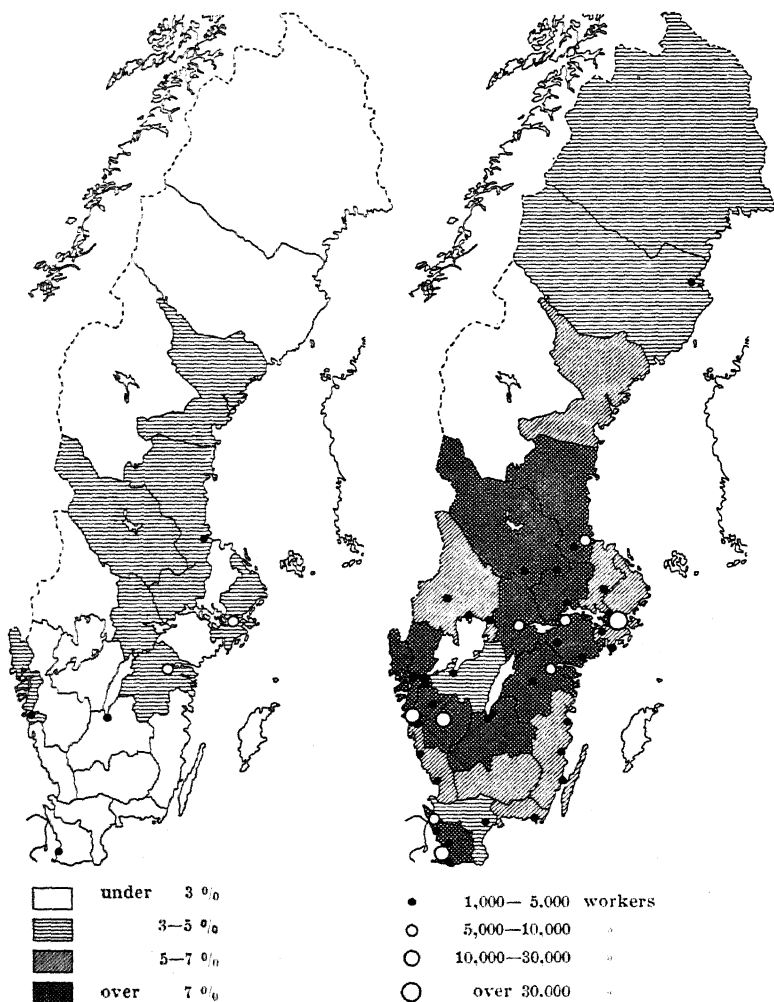 under 3 %
3—5 %
5—7 %
over 7 %
1,000— 5.000 workers
5,000—10,000 "
10,000—30,000 "
over 30.000 "